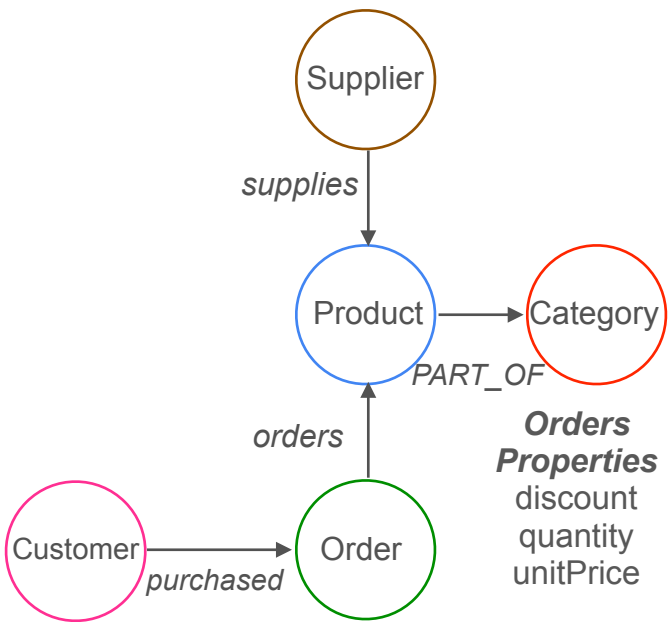 Supplier
supplies
Product
Category
PART_OF
orders
Orders
Properties
discount
quantity
unitPrice
Customer
purchased
Order